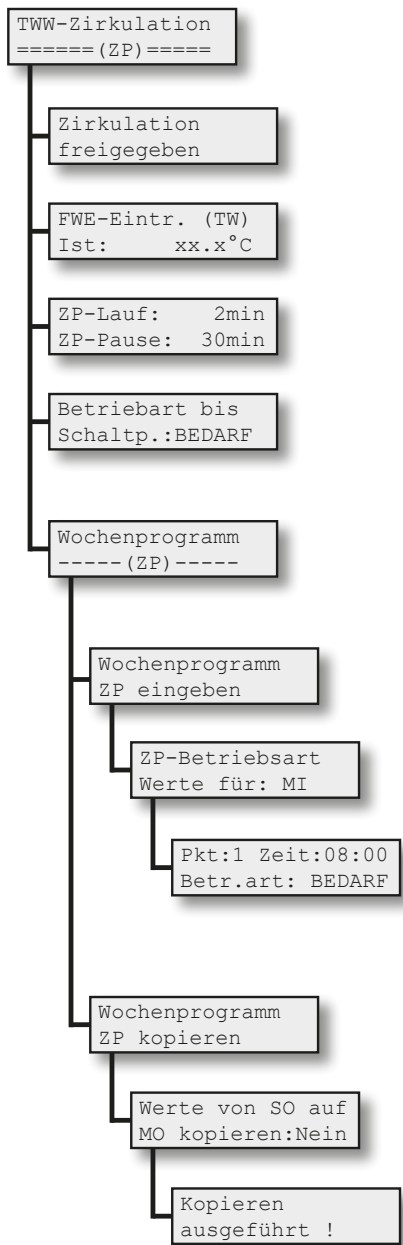 TWW-Zirkulation
======(ZP)=====
Zirkulation
freigegeben
FWE-Eintr. (TW)
Ist: xx.x°C
ZP-Lauf: 2min
ZP-Pause: 30min
Betriebart bis
Schaltp.:BEDARF
Wochenprogramm
-----(ZP)-----
Wochenprogramm
ZP eingeben
ZP-Betriebsart
Werte für: MI
Pkt:1 Zeit:08:00
Betr.art: BEDARF
Wochenprogramm
ZP kopieren
Werte von SO auf
MO kopieren:Nein
Kopieren
ausgeführt !